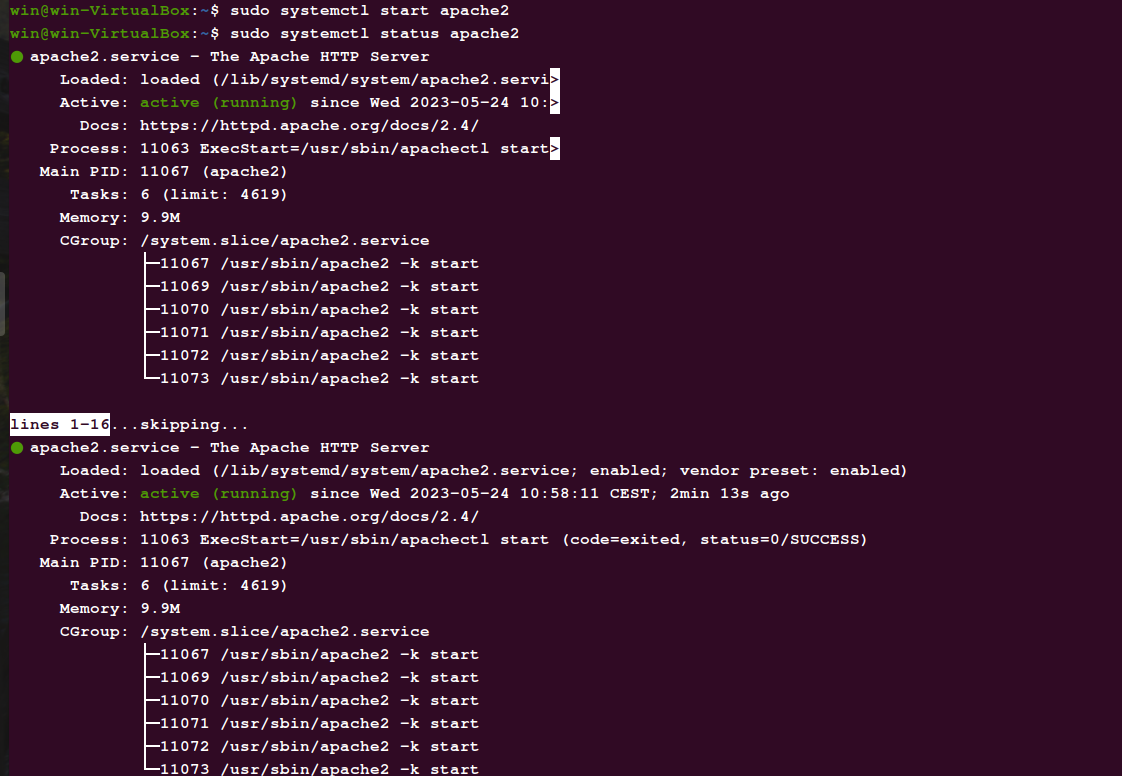 win@win-VirtualBox:~$ sudo systemctl start apache2
win@win-VirtualBox:~$ sudo systemctl status apache2
● apache2.service - The Apache HTTP Server
Loaded: loaded (/lib/systemd/system/apache2.servi>
Active: active (running) since Wed 2023-05-24 10:>
Docs: https://httpd.apache.org/docs/2.4/
Process: 11063 ExecStart=/usr/sbin/apachectl start>
Main PID: 11067 (apache2)
Tasks: 6 (limit: 4619)
Memory: 9.9M
CGroup: /system.slice/apache2.service
├─11067 /usr/sbin/apache2 -k start
├─11069 /usr/sbin/apache2 -k start
├─11070 /usr/sbin/apache2 -k start
├─11071 /usr/sbin/apache2 -k start
├─11072 /usr/sbin/apache2 -k start
└─11073 /usr/sbin/apache2 -k start
lines 1-16...skipping...
● apache2.service - The Apache HTTP Server
Loaded: loaded (/lib/systemd/system/apache2.service; enabled; vendor preset: enabled)
Active: active (running) since Wed 2023-05-24 10:58:11 CEST; 2min 13s ago
Docs: https://httpd.apache.org/docs/2.4/
Process: 11063 ExecStart=/usr/sbin/apachectl start (code=exited, status=0/SUCCESS)
Main PID: 11067 (apache2)
Tasks: 6 (limit: 4619)
Memory: 9.9M
CGroup: /system.slice/apache2.service
├─11067 /usr/sbin/apache2 -k start
├─11069 /usr/sbin/apache2 -k start
├─11070 /usr/sbin/apache2 -k start
├─11071 /usr/sbin/apache2 -k start
├─11072 /usr/sbin/apache2 -k start
└─11073 /usr/sbin/apache2 -k start